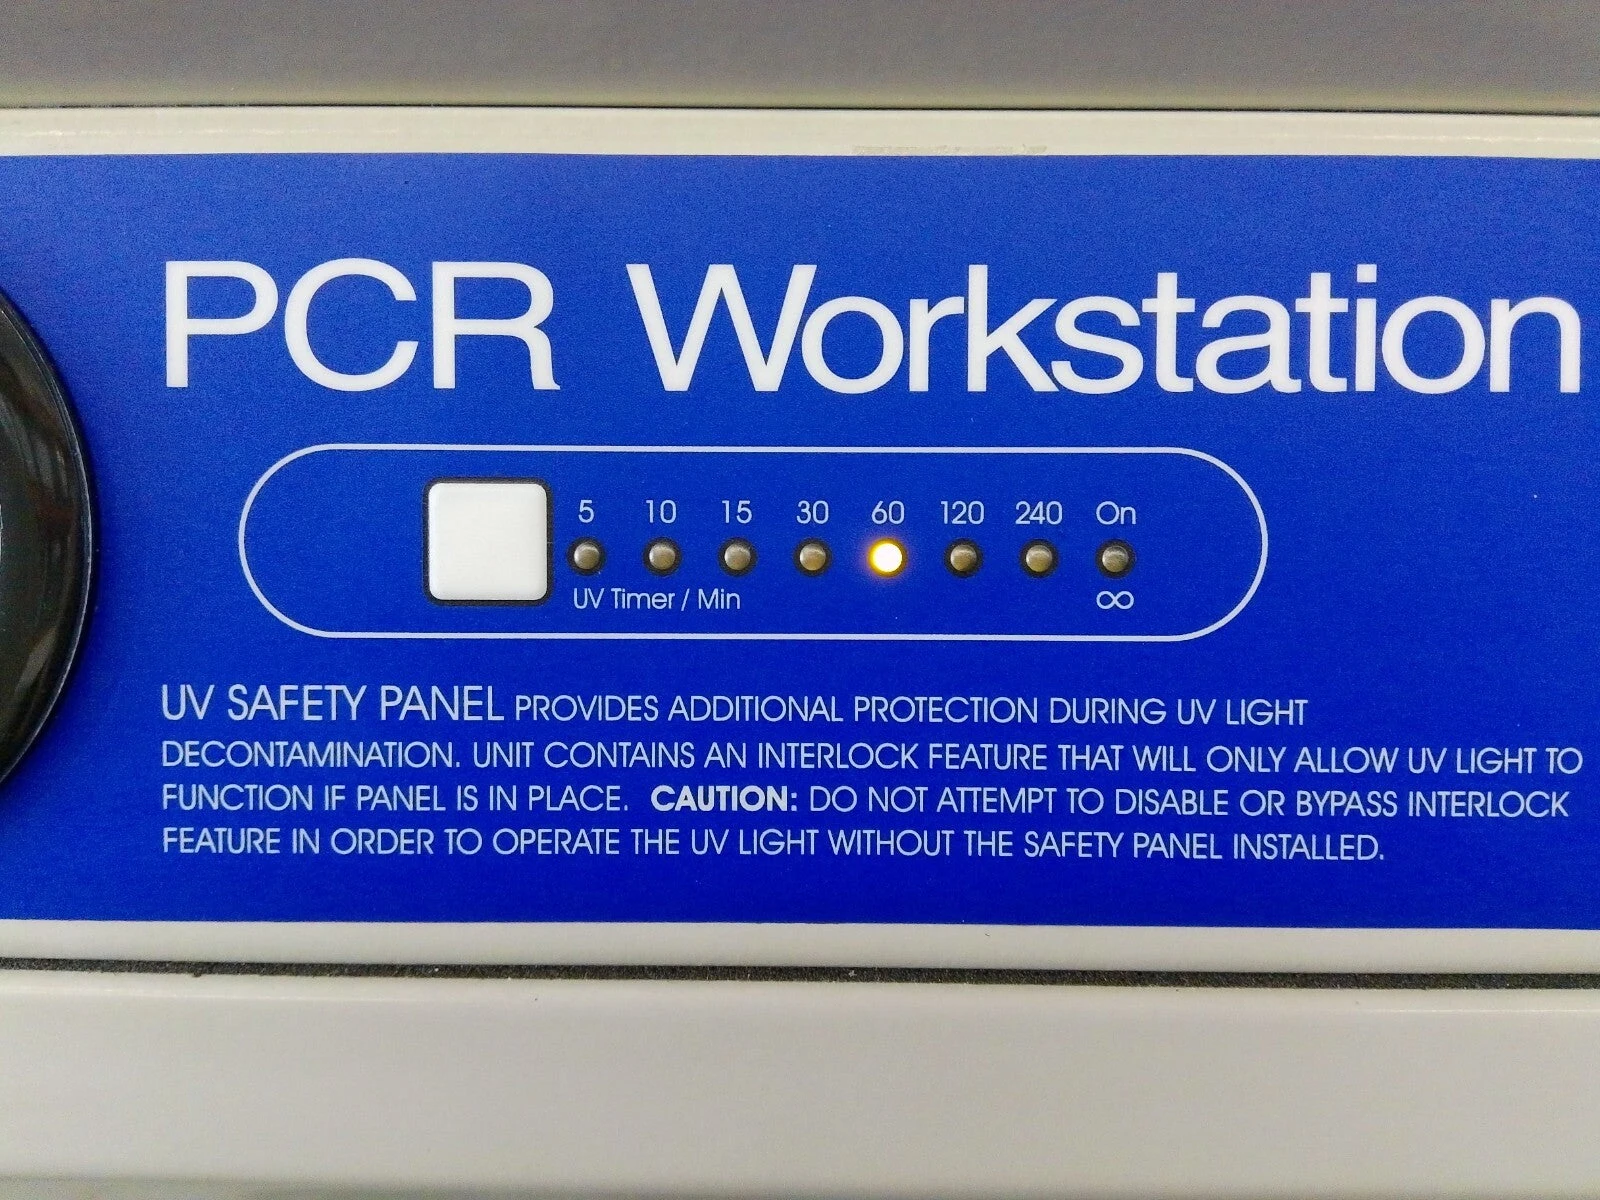 PCR Workstation
5 10 15 30 60 120 240 On
UV Timer / Min ∞
UV SAFETY PANEL PROVIDES ADDITIONAL PROTECTION DURING UV LIGHT
DECONTAMINATION. UNIT CONTAINS AN INTERLOCK FEATURE THAT WILL ONLY ALLOW UV LIGHT TO
FUNCTION IF PANEL IS IN PLACE. CAUTION: DO NOT ATTEMPT TO DISABLE OR BYPASS INTERLOCK
FEATURE IN ORDER TO OPERATE THE UV LIGHT WITHOUT THE SAFETY PANEL INSTALLED.